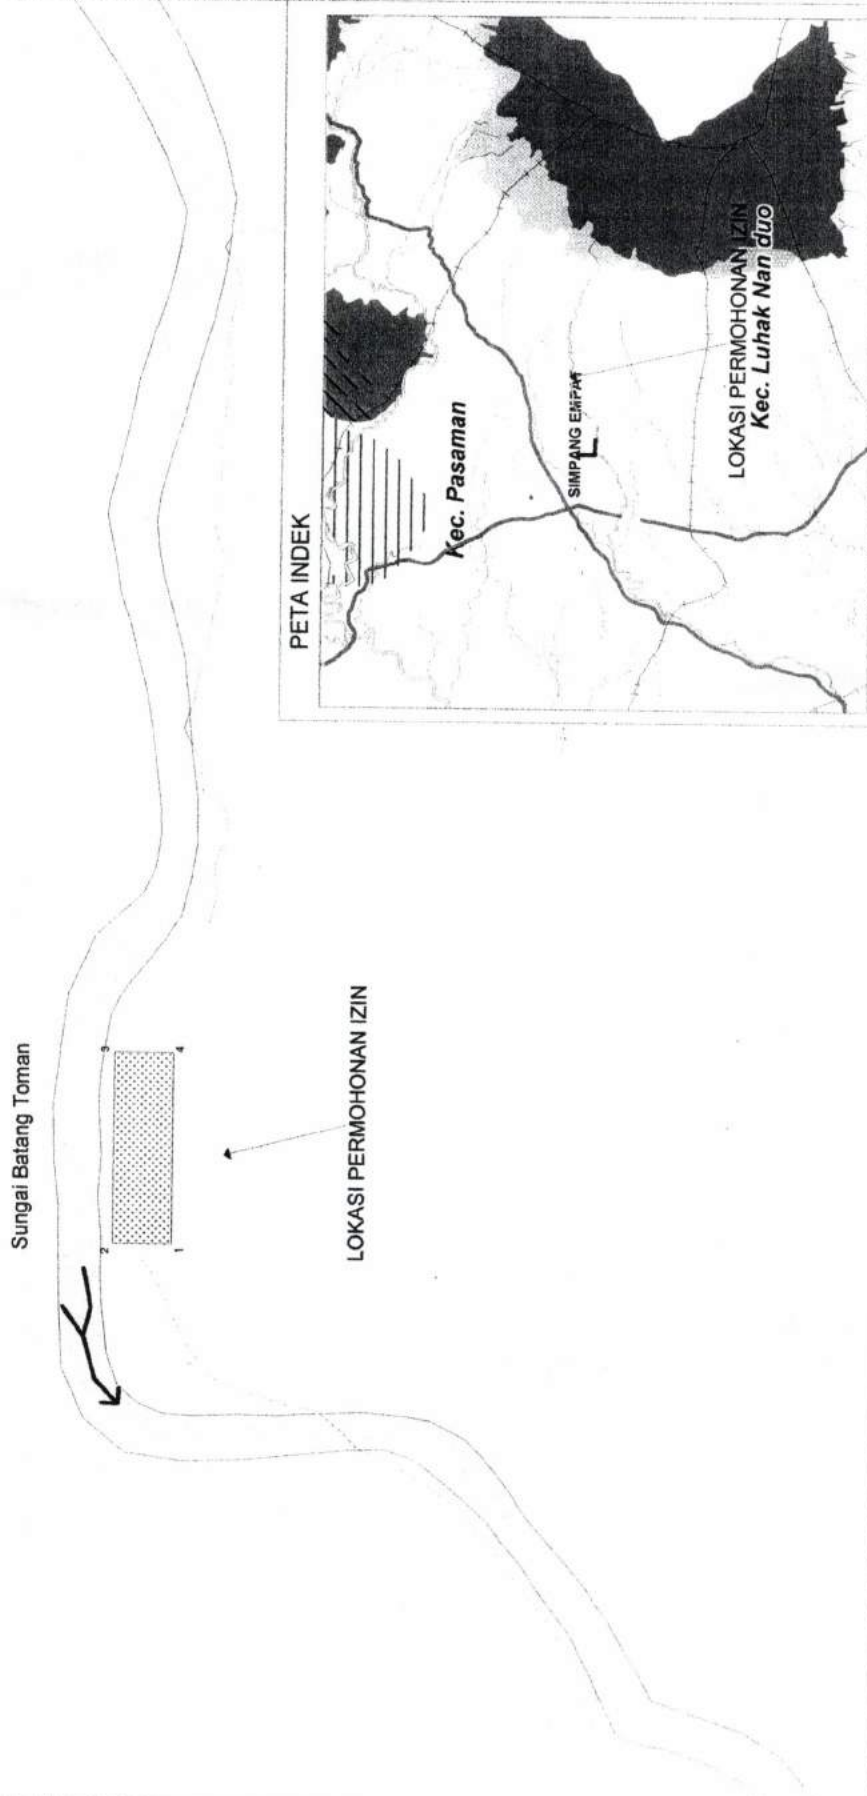 Sungai Batang Toman
2
3
1
4
LOKASI PERMOHONAN IZIN
PETA INDEK
Kec. Pasaman
SIMPANG EMPAT
LOKASI PERMOHONAN IZIN
Kec. Luhak Nan duo